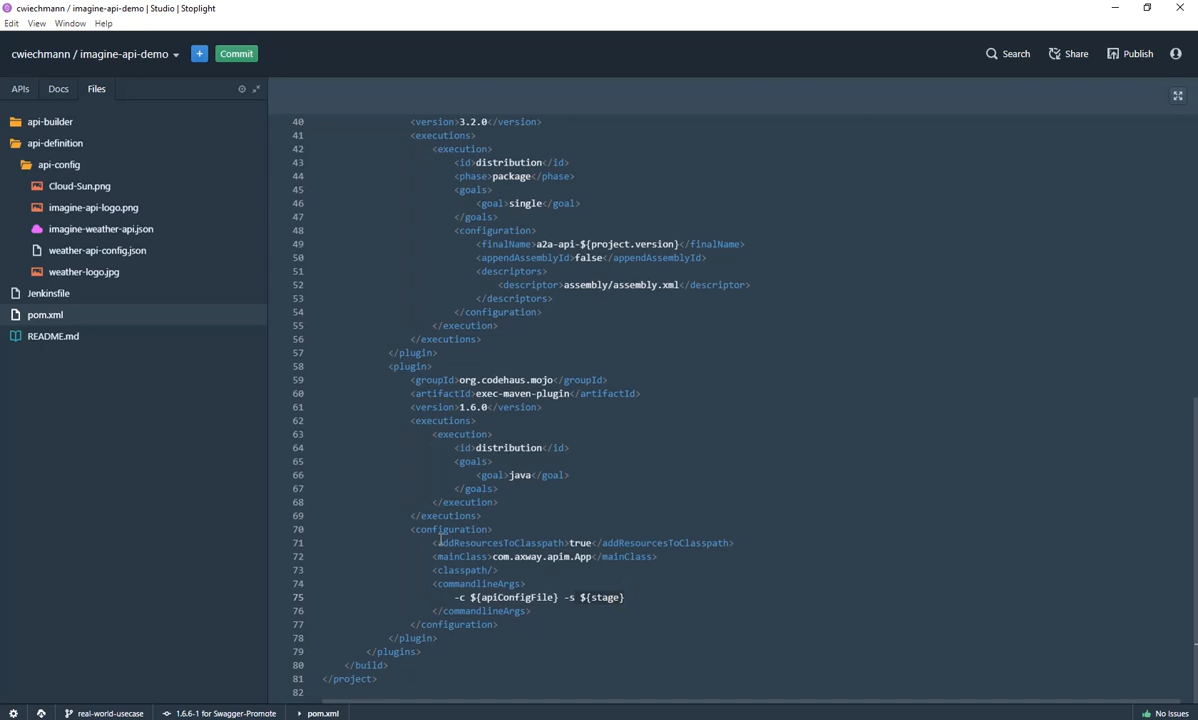 cwiechmann / imagine-api-demo | Studio | Stoplight
Edit View Window Help
cwiechmann / imagine-api-demo + Commit Search Share Publish
APIs Docs Files
api-builder
api-definition
api-config
Cloud-Sun.png
imagine-api-logo.png
imagine-weather-api.json
weather-api-config.json
weather-logo.jpg
Jenkinsfile
pom.xml
README.md
40 <version>3.2.0</version>
41 <executions>
42 <execution>
43 <id>distribution</id>
44 <phase>package</phase>
45 <goals>
46 <goal>single</goal>
47 </goals>
48 <configuration>
49 <finalName>a2a-api-${project.version}</finalName>
50 <appendAssemblyId>false</appendAssemblyId>
51 <descriptors>
52 <descriptor>assembly/assembly.xml</descriptor>
53 </descriptors>
54 </configuration>
55 </execution>
56 </executions>
57 </plugin>
58 <plugin>
59 <groupId>org.codehaus.mojo</groupId>
60 <artifactId>exec-maven-plugin</artifactId>
61 <version>1.6.0</version>
62 <executions>
63 <execution>
64 <id>distribution</id>
65 <goals>
66 <goal>java</goal>
67 </goals>
68 </execution>
69 </executions>
70 <configuration>
71 <addResourcesToClasspath>true</addResourcesToClasspath>
72 <mainClass>com.axway.apim.App</mainClass>
73 <classpath/>
74 <commandlineArgs>
75 -c ${apiConfigFile} -s ${stage}
76 </commandlineArgs>
77 </configuration>
78 </plugin>
79 </plugins>
80 </build>
81 </project>
82
real-world-usecase 1.6.6-1 for Swagger-Promote pom.xml No Issues